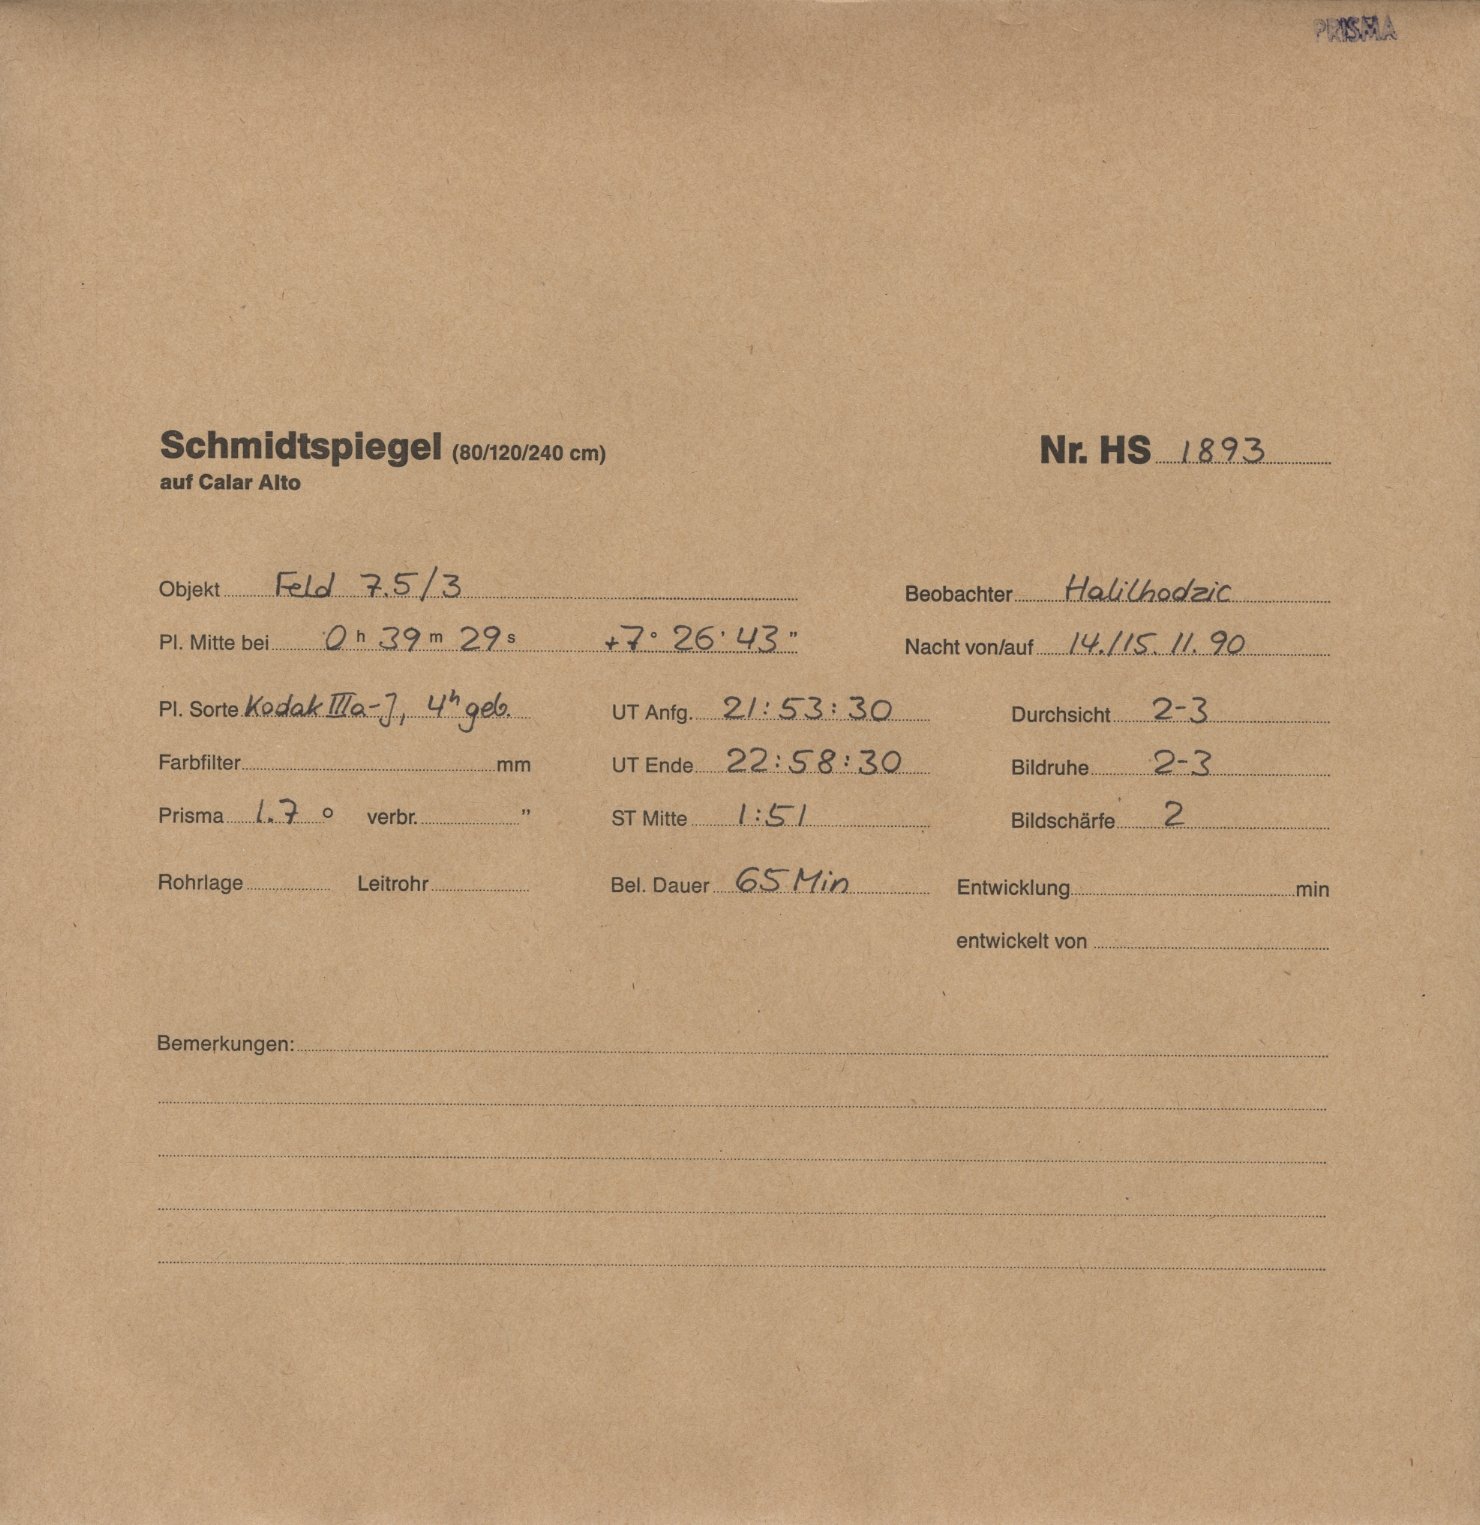 PRISMA
Schmidtspiegel (80/120/240 cm) Nr. HS 1893
auf Calar Alto
Objekt Feld 7.5/3 Beobachter Halilhodzic
Pl. Mitte bei 0 h 39 m 29 s +7° 26' 43" Nacht von/auf 14./15. 11. 90
Pl. Sorte Kodak IIIa-J, 4h geb. UT Anfg. 21:53:30 Durchsicht 2-3
Farbfilter mm UT Ende 22:58:30 Bildruhe 2-3
Prisma 1.7 ° verbr. " ST Mitte 1:51 Bildschärfe 2
Rohrlage Leitrohr Bel. Dauer 65 Min Entwicklung min
entwickelt von
Bemerkungen: